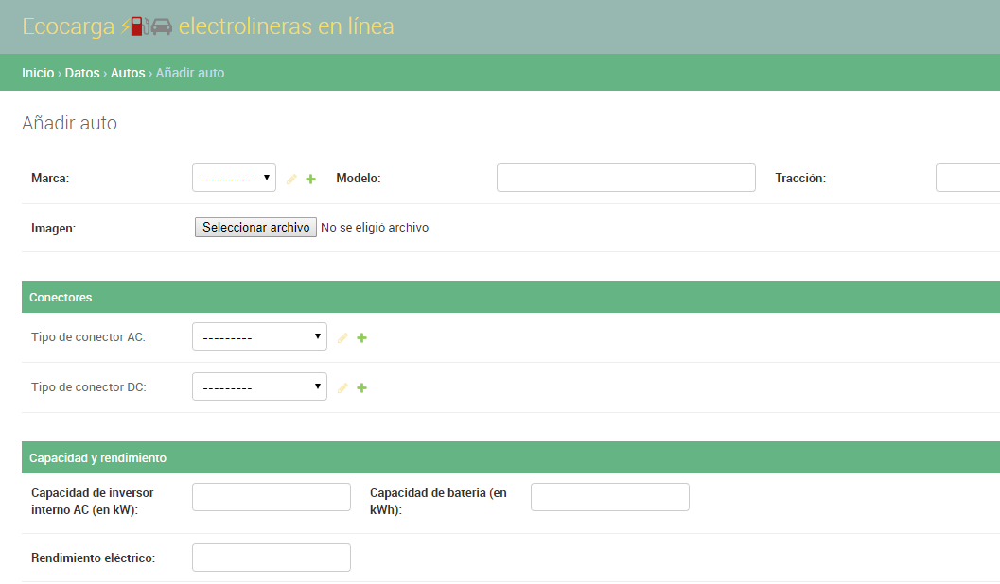 Ecocarga ⚡⛽🚗 electrolineras en línea
Inicio › Datos › Autos › Añadir auto
Añadir auto
Marca: --------- Modelo: Tracción:
Imagen: Seleccionar archivo No se eligió archivo
Conectores
Tipo de conector AC: ---------
Tipo de conector DC: ---------
Capacidad y rendimiento
Capacidad de inversor
interno AC (en kW):
Capacidad de bateria (en
kWh):
Rendimiento eléctrico: